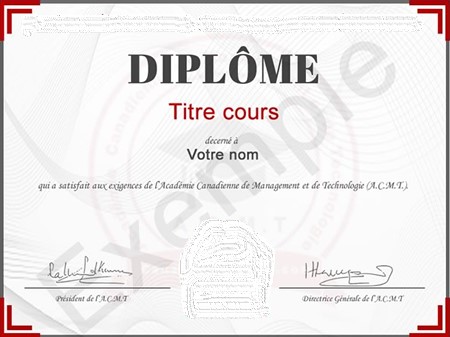 DIPLÔME
Titre cours
decerné à
Votre nom
qui a satisfait aux exigences de l'Académie Canadienne de Management et de Technologie (A.C.M.T.).
Exemple
Président de l'A.C.M.T
Directrice Générale de l'A.C.M.T